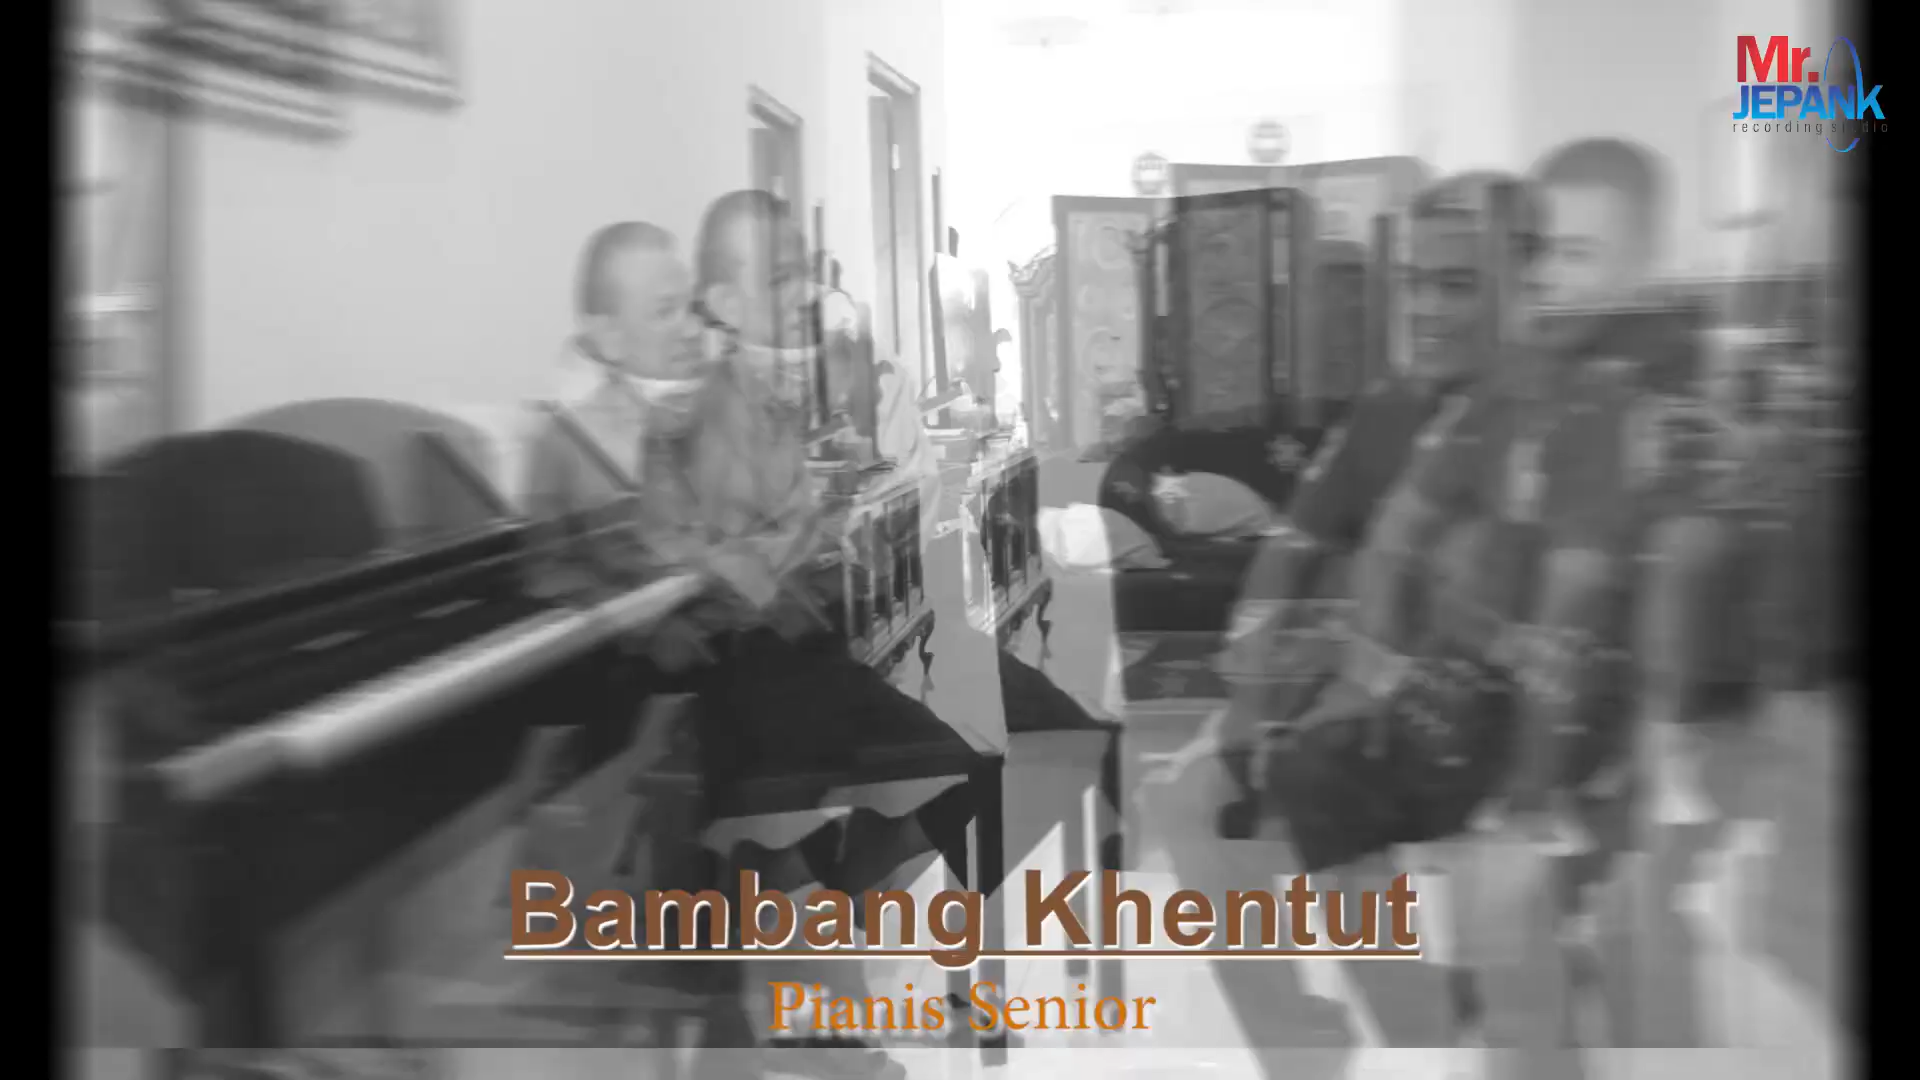 Mr.
JEPANK
recording studio
Bambang Khentut
Pianis Senior